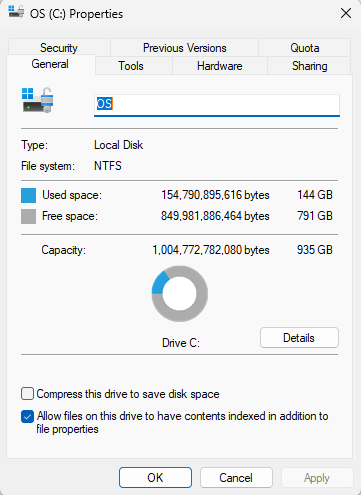 OS (C:) Properties
Security Previous Versions Quota
General Tools Hardware Sharing
OS
Type: Local Disk
File system: NTFS
Used space: 154,790,895,616 bytes 144 GB
Free space: 849,981,886,464 bytes 791 GB
Capacity: 1,004,772,782,080 bytes 935 GB
Drive C:
Details
Compress this drive to save disk space
Allow files on this drive to have contents indexed in addition to
file properties
OK Cancel Apply